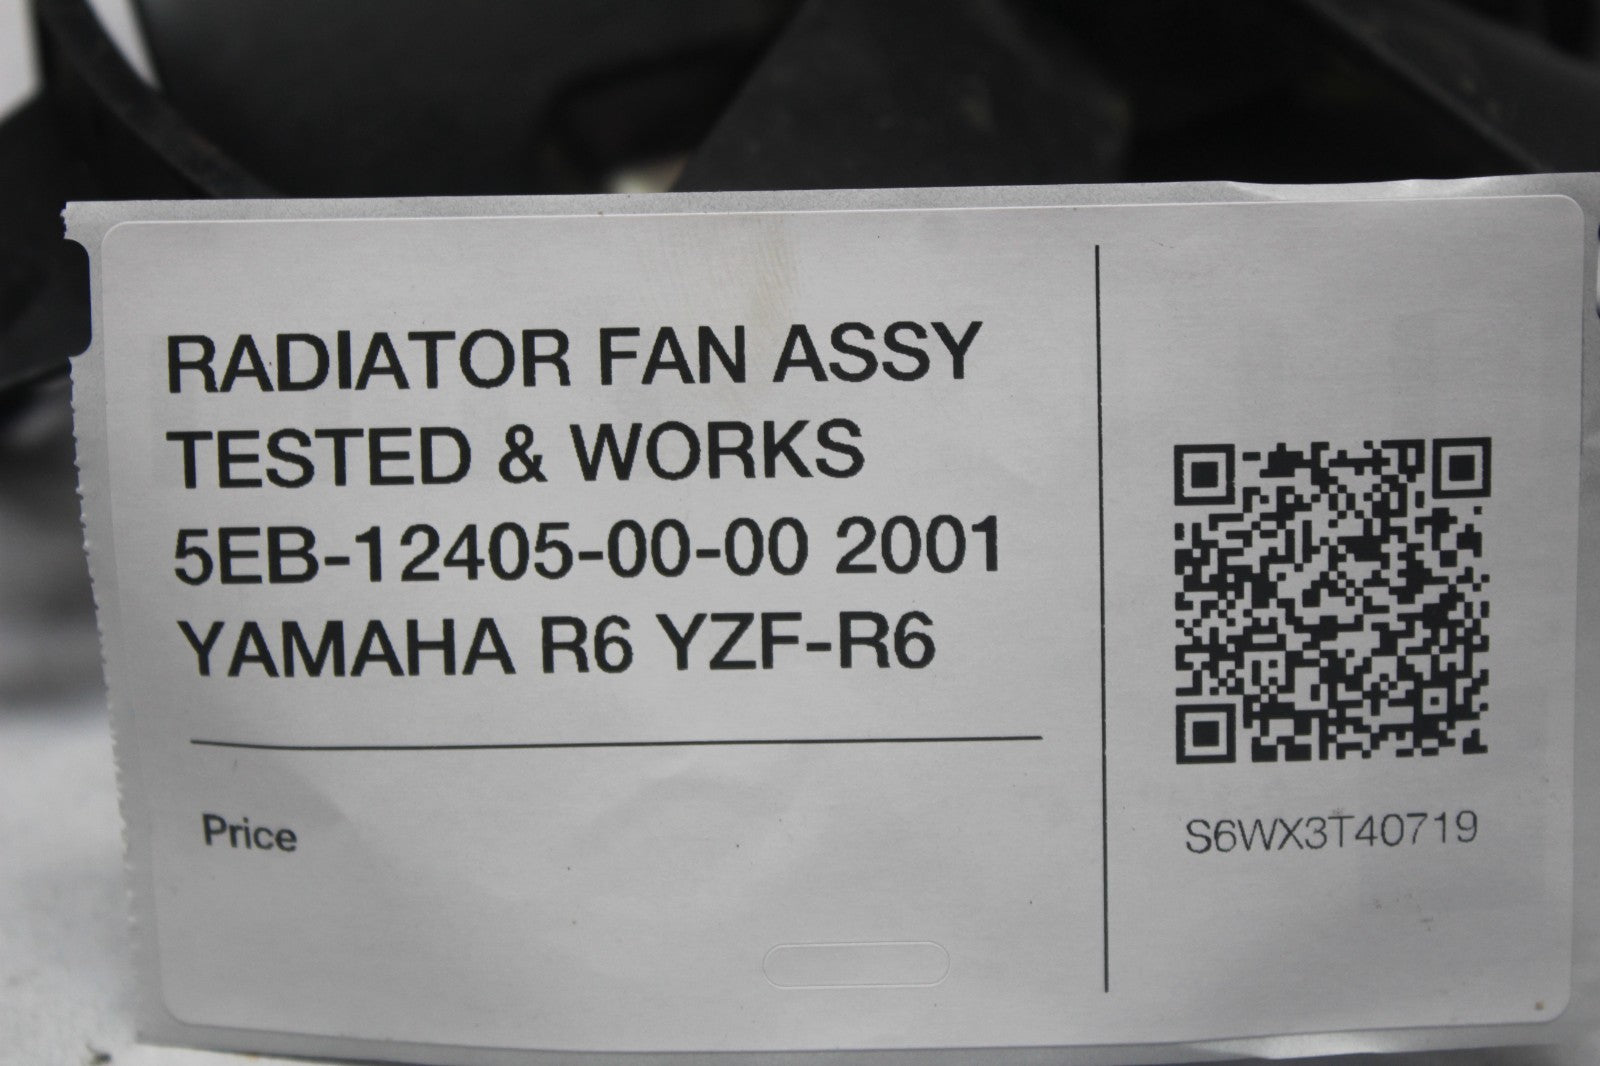 RADIATOR FAN ASSY
TESTED & WORKS
5EB-12405-00-00 2001
YAMAHA R6 YZF-R6
Price
S6WX3T40719